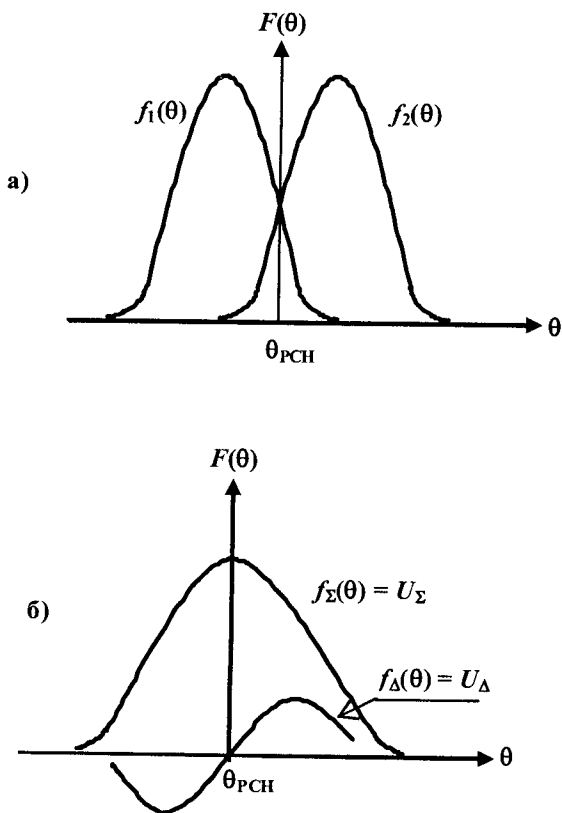 F(θ)
f₁(θ)
f₂(θ)
а)
θ
θ_РСН
F(θ)
f_Σ(θ) = U_Σ
б)
f_Δ(θ) = U_Δ
θ
θ_РСН